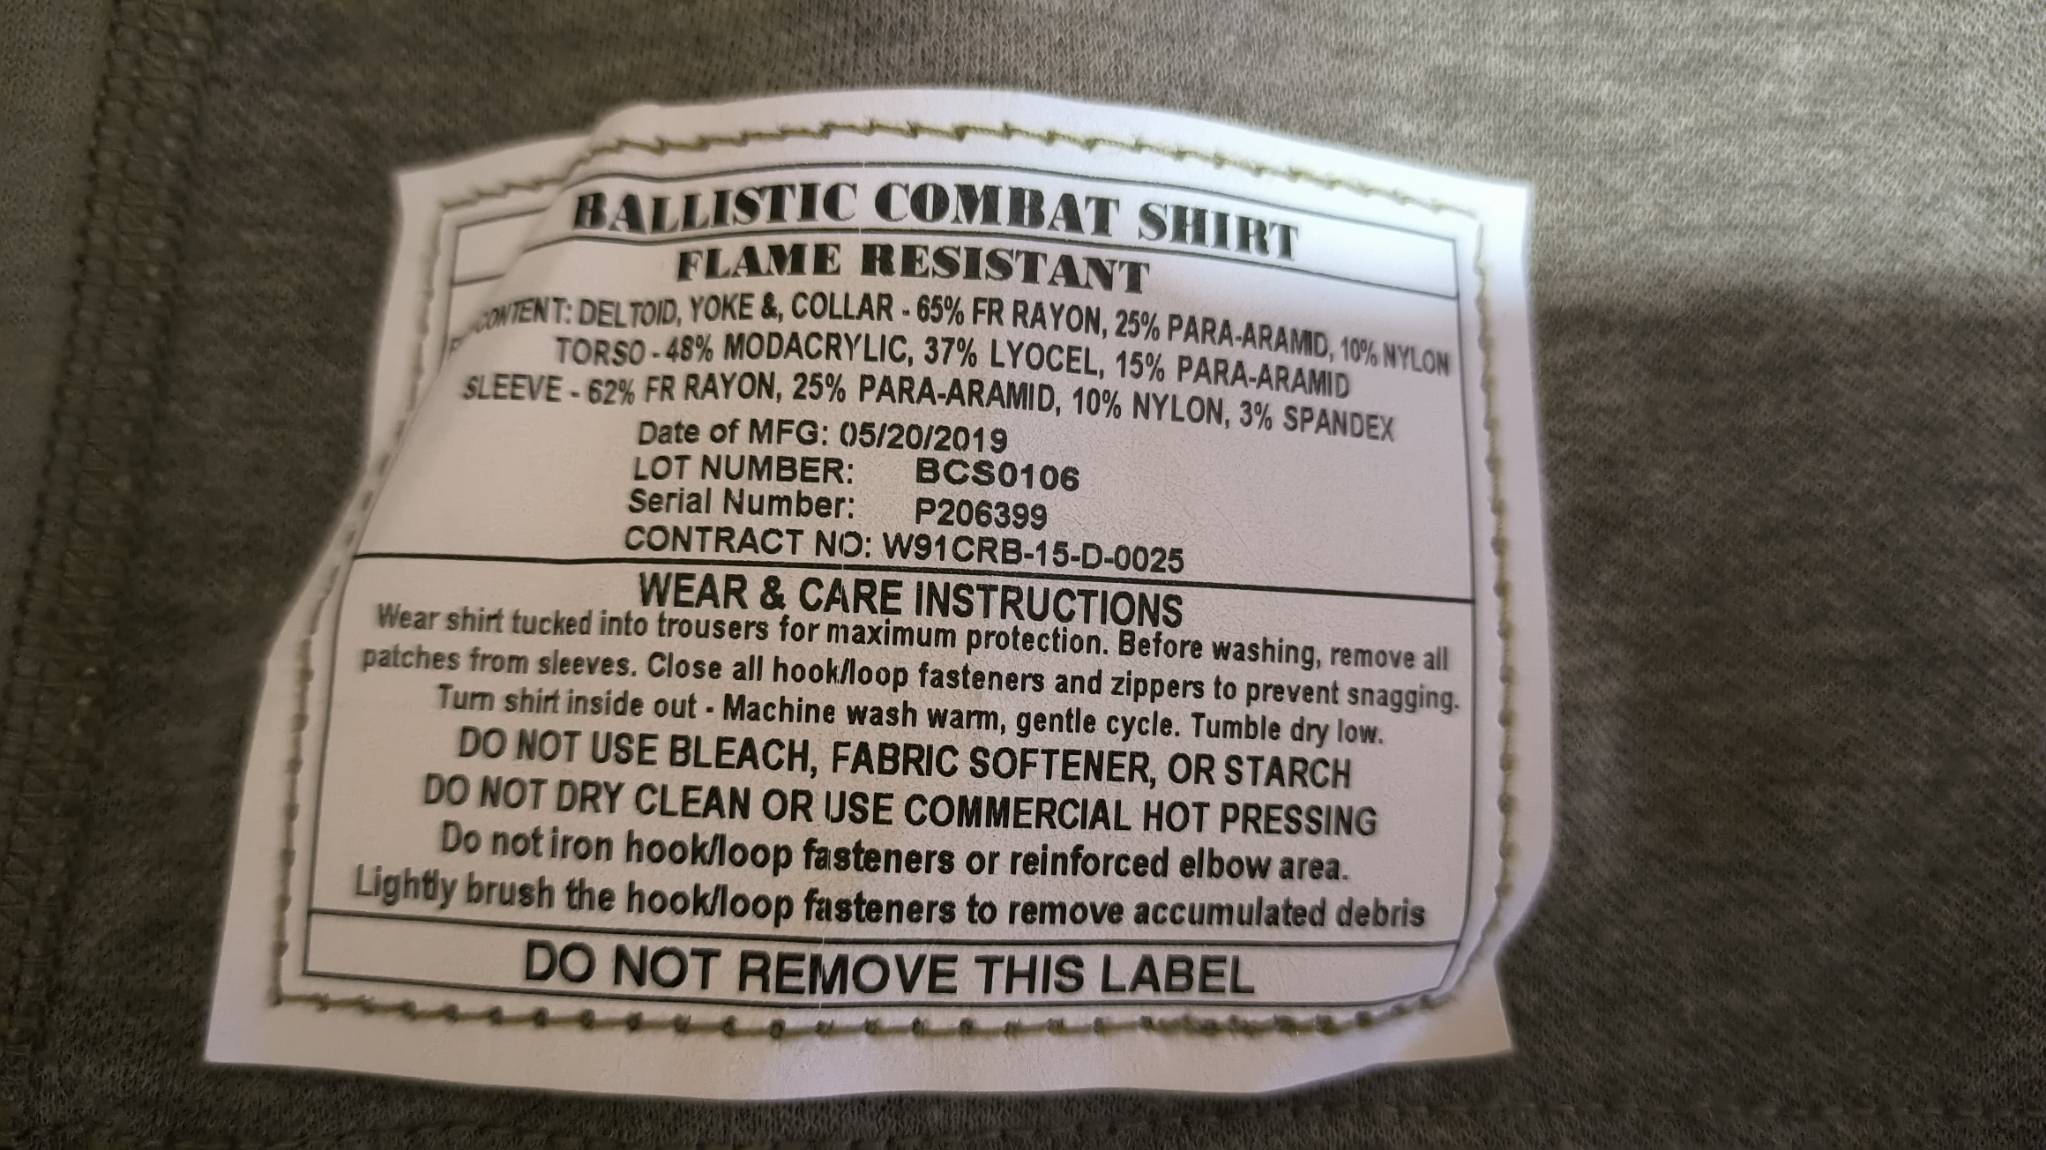 BALLISTIC COMBAT SHIRT
FLAME RESISTANT
CONTENT: DELTOID, YOKE &, COLLAR - 65% FR RAYON, 25% PARA-ARAMID, 10% NYLON
TORSO - 48% MODACRYLIC, 37% LYOCEL, 15% PARA-ARAMID
SLEEVE - 62% FR RAYON, 25% PARA-ARAMID, 10% NYLON, 3% SPANDEX
Date of MFG: 05/20/2019
LOT NUMBER: BCS0106
Serial Number: P206399
CONTRACT NO: W91CRB-15-D-0025
WEAR & CARE INSTRUCTIONS
Wear shirt tucked into trousers for maximum protection. Before washing, remove all
patches from sleeves. Close all hook/loop fasteners and zippers to prevent snagging.
Turn shirt inside out - Machine wash warm, gentle cycle. Tumble dry low.
DO NOT USE BLEACH, FABRIC SOFTENER, OR STARCH
DO NOT DRY CLEAN OR USE COMMERCIAL HOT PRESSING
Do not iron hook/loop fasteners or reinforced elbow area.
Lightly brush the hook/loop fasteners to remove accumulated debris
DO NOT REMOVE THIS LABEL